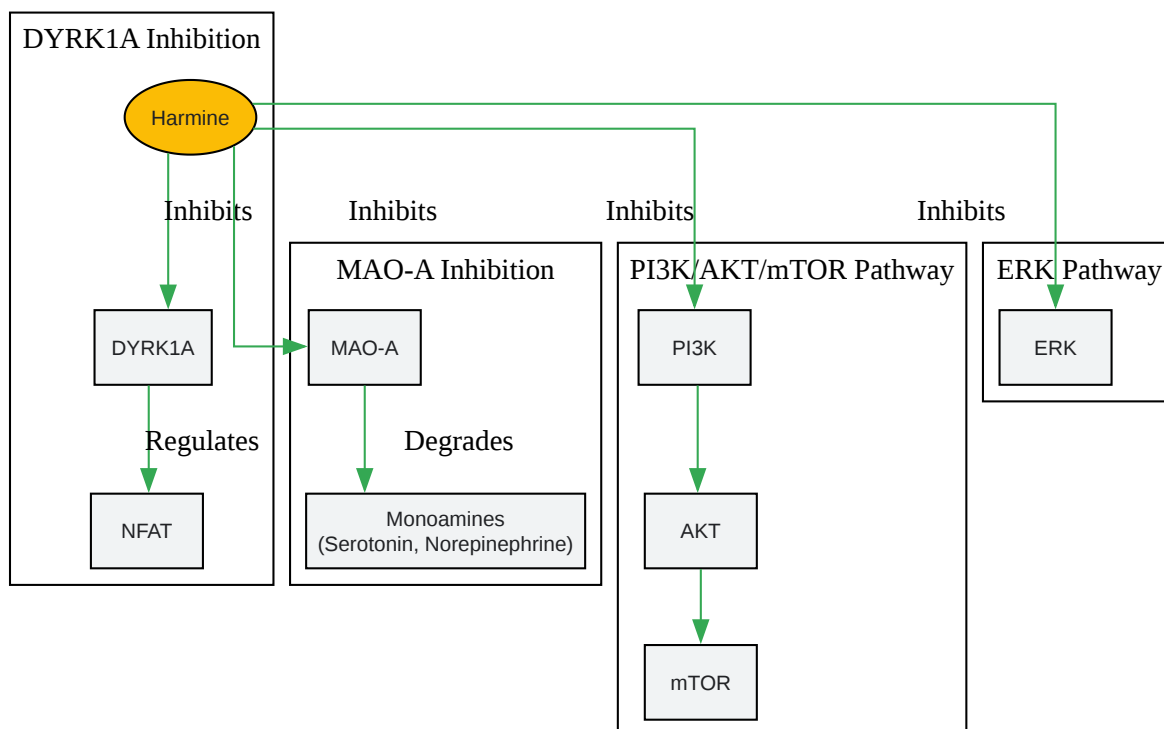 DYRK1A Inhibition
Harmine
Inhibits
Inhibits
Inhibits
Inhibits
MAO-A Inhibition
PI3K/AKT/mTOR Pathway
ERK Pathway
DYRK1A
MAO-A
PI3K
ERK
Regulates
Degrades
NFAT
Monoamines
(Serotonin, Norepinephrine)
AKT
mTOR